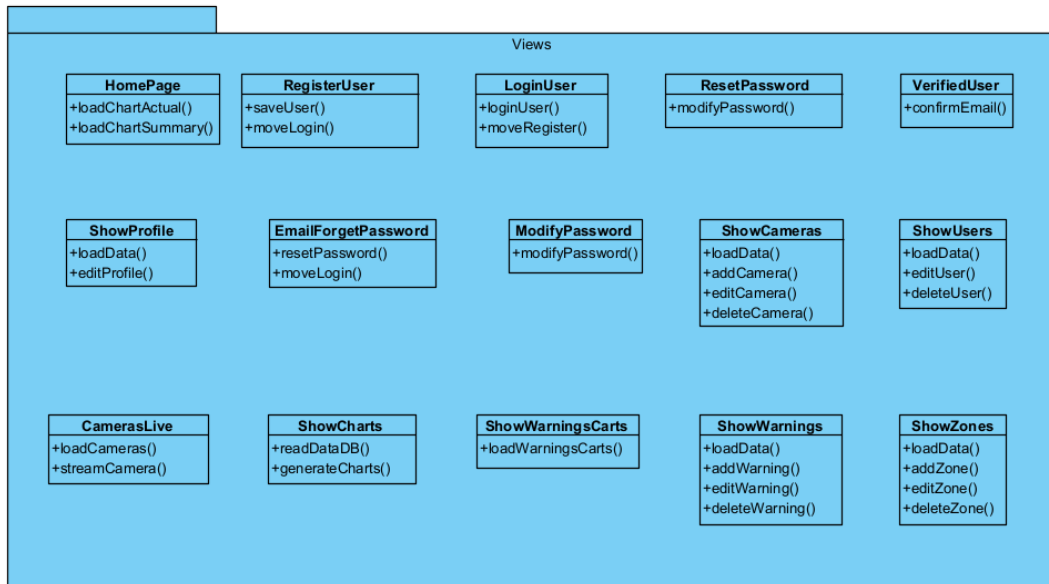 Views
HomePage
+loadChartActual()
+loadChartSummary()
RegisterUser
+saveUser()
+moveLogin()
LoginUser
+loginUser()
+moveRegister()
ResetPassword
+modifyPassword()
VerifiedUser
+confirmEmail()
ShowProfile
+loadData()
+editProfile()
EmailForgetPassword
+resetPassword()
+moveLogin()
ModifyPassword
+modifyPassword()
ShowCameras
+loadData()
+addCamera()
+editCamera()
+deleteCamera()
ShowUsers
+loadData()
+editUser()
+deleteUser()
CamerasLive
+loadCameras()
+streamCamera()
ShowCharts
+readDataDB()
+generateCharts()
ShowWarningsCarts
+loadWarningsCarts()
ShowWarnings
+loadData()
+addWarning()
+editWarning()
+deleteWarning()
ShowZones
+loadData()
+addZone()
+editZone()
+deleteZone()